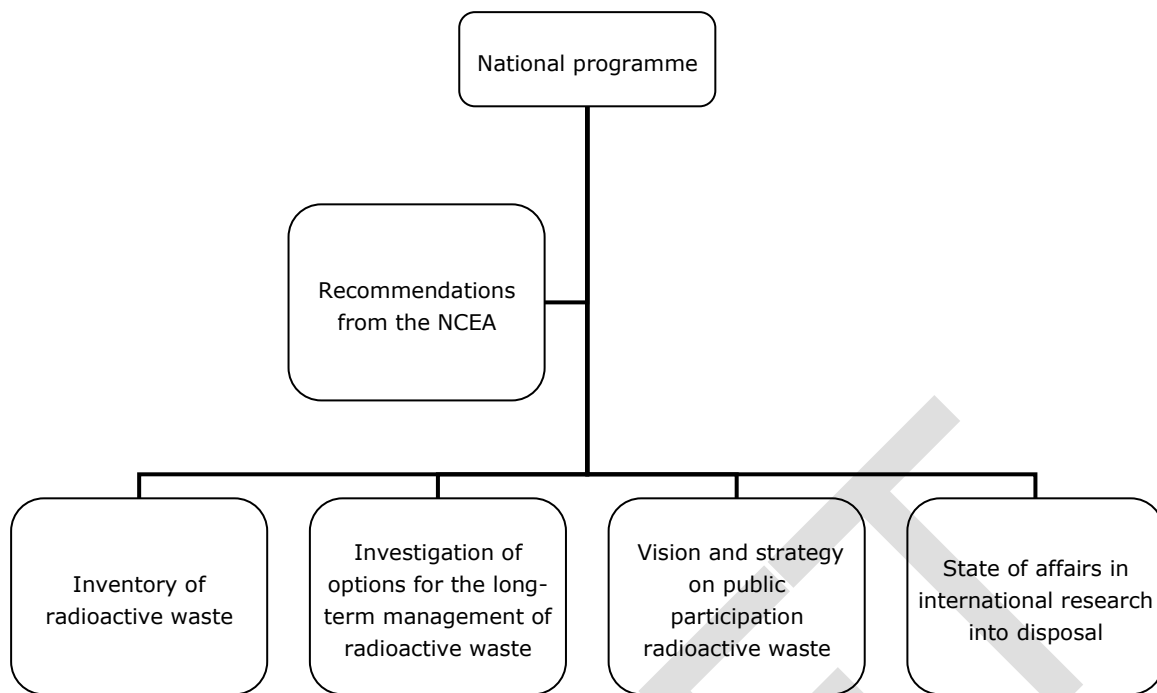 National programme
Recommendations
from the NCEA
Inventory of
radioactive waste
Investigation of
options for the long-
term management of
radioactive waste
Vision and strategy
on public
participation
radioactive waste
State of affairs in
international research
into disposal